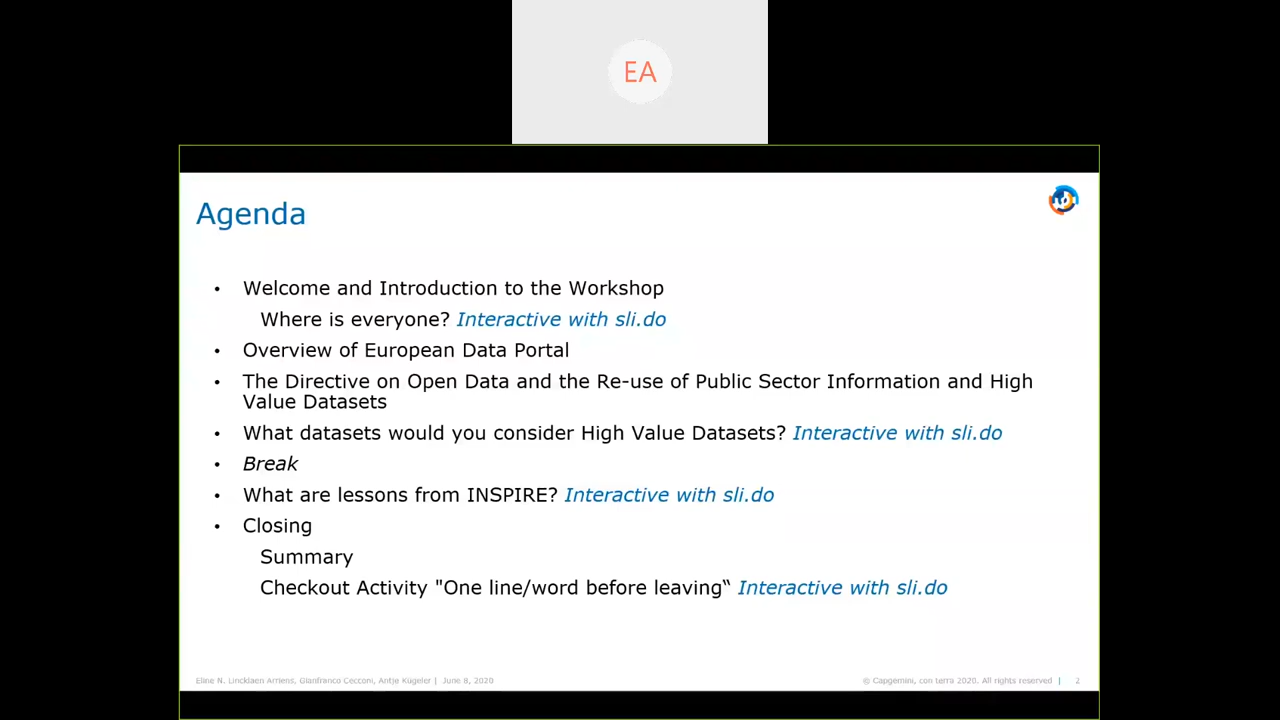 EA
Agenda
• Welcome and Introduction to the Workshop
Where is everyone? Interactive with sli.do
• Overview of European Data Portal
• The Directive on Open Data and the Re-use of Public Sector Information and High
Value Datasets
• What datasets would you consider High Value Datasets? Interactive with sli.do
• Break
• What are lessons from INSPIRE? Interactive with sli.do
• Closing
Summary
Checkout Activity "One line/word before leaving“ Interactive with sli.do
Eline N. Lincklaen Arriens, Gianfranco Cecconi, Antje Kügeler | June 8, 2020
© Capgemini, con terra 2020. All rights reserved | 2